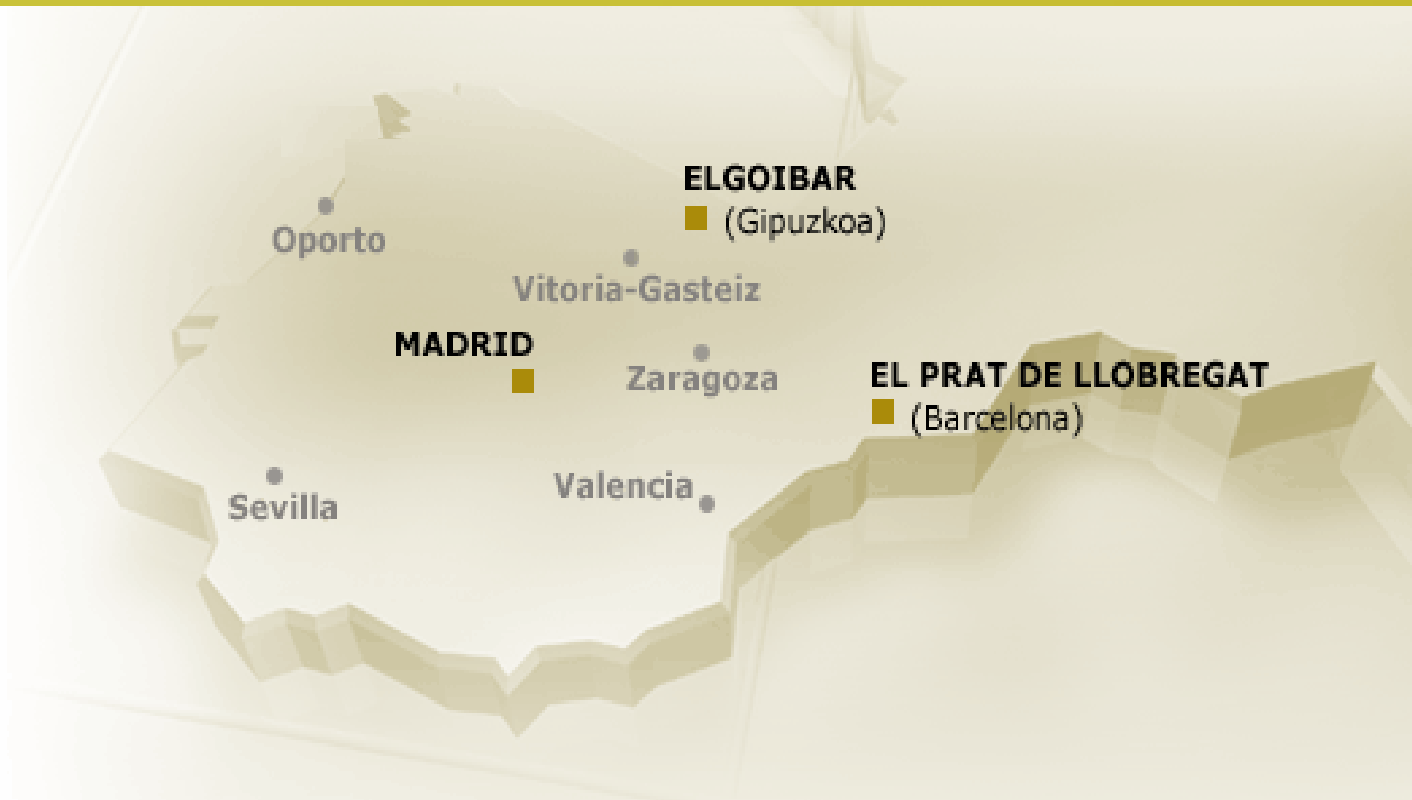 ELGOIBAR
(Gipuzkoa)
Oporto
Vitoria-Gasteiz
MADRID
Zaragoza
EL PRAT DE LLOBREGAT
(Barcelona)
Valencia
Sevilla